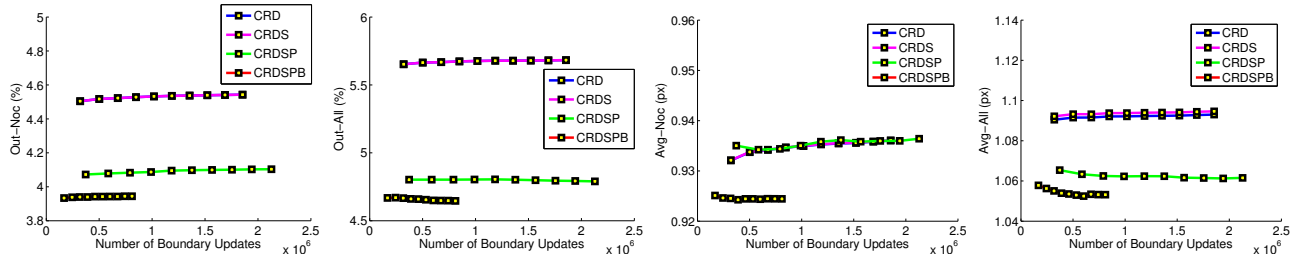 Out−Noc (%)
5
4.8
4.6
4.4
4.2
4
3.8
0
0.5
1
1.5
2
2.5
x 10^6
Number of Boundary Updates
CRD
CRDS
CRDSP
CRDSPB
Out−All (%)
6
5.5
5
4.5
0
0.5
1
1.5
2
2.5
x 10^6
Number of Boundary Updates
CRD
CRDS
CRDSP
CRDSPB
Avg−Noc (px)
0.96
0.95
0.94
0.93
0.92
0
0.5
1
1.5
2
2.5
x 10^6
Number of Boundary Updates
CRD
CRDS
CRDSP
CRDSPB
Avg−All (px)
1.14
1.12
1.1
1.08
1.06
1.04
0
0.5
1
1.5
2
2.5
x 10^6
Number of Boundary Updates
CRD
CRDS
CRDSP
CRDSPB